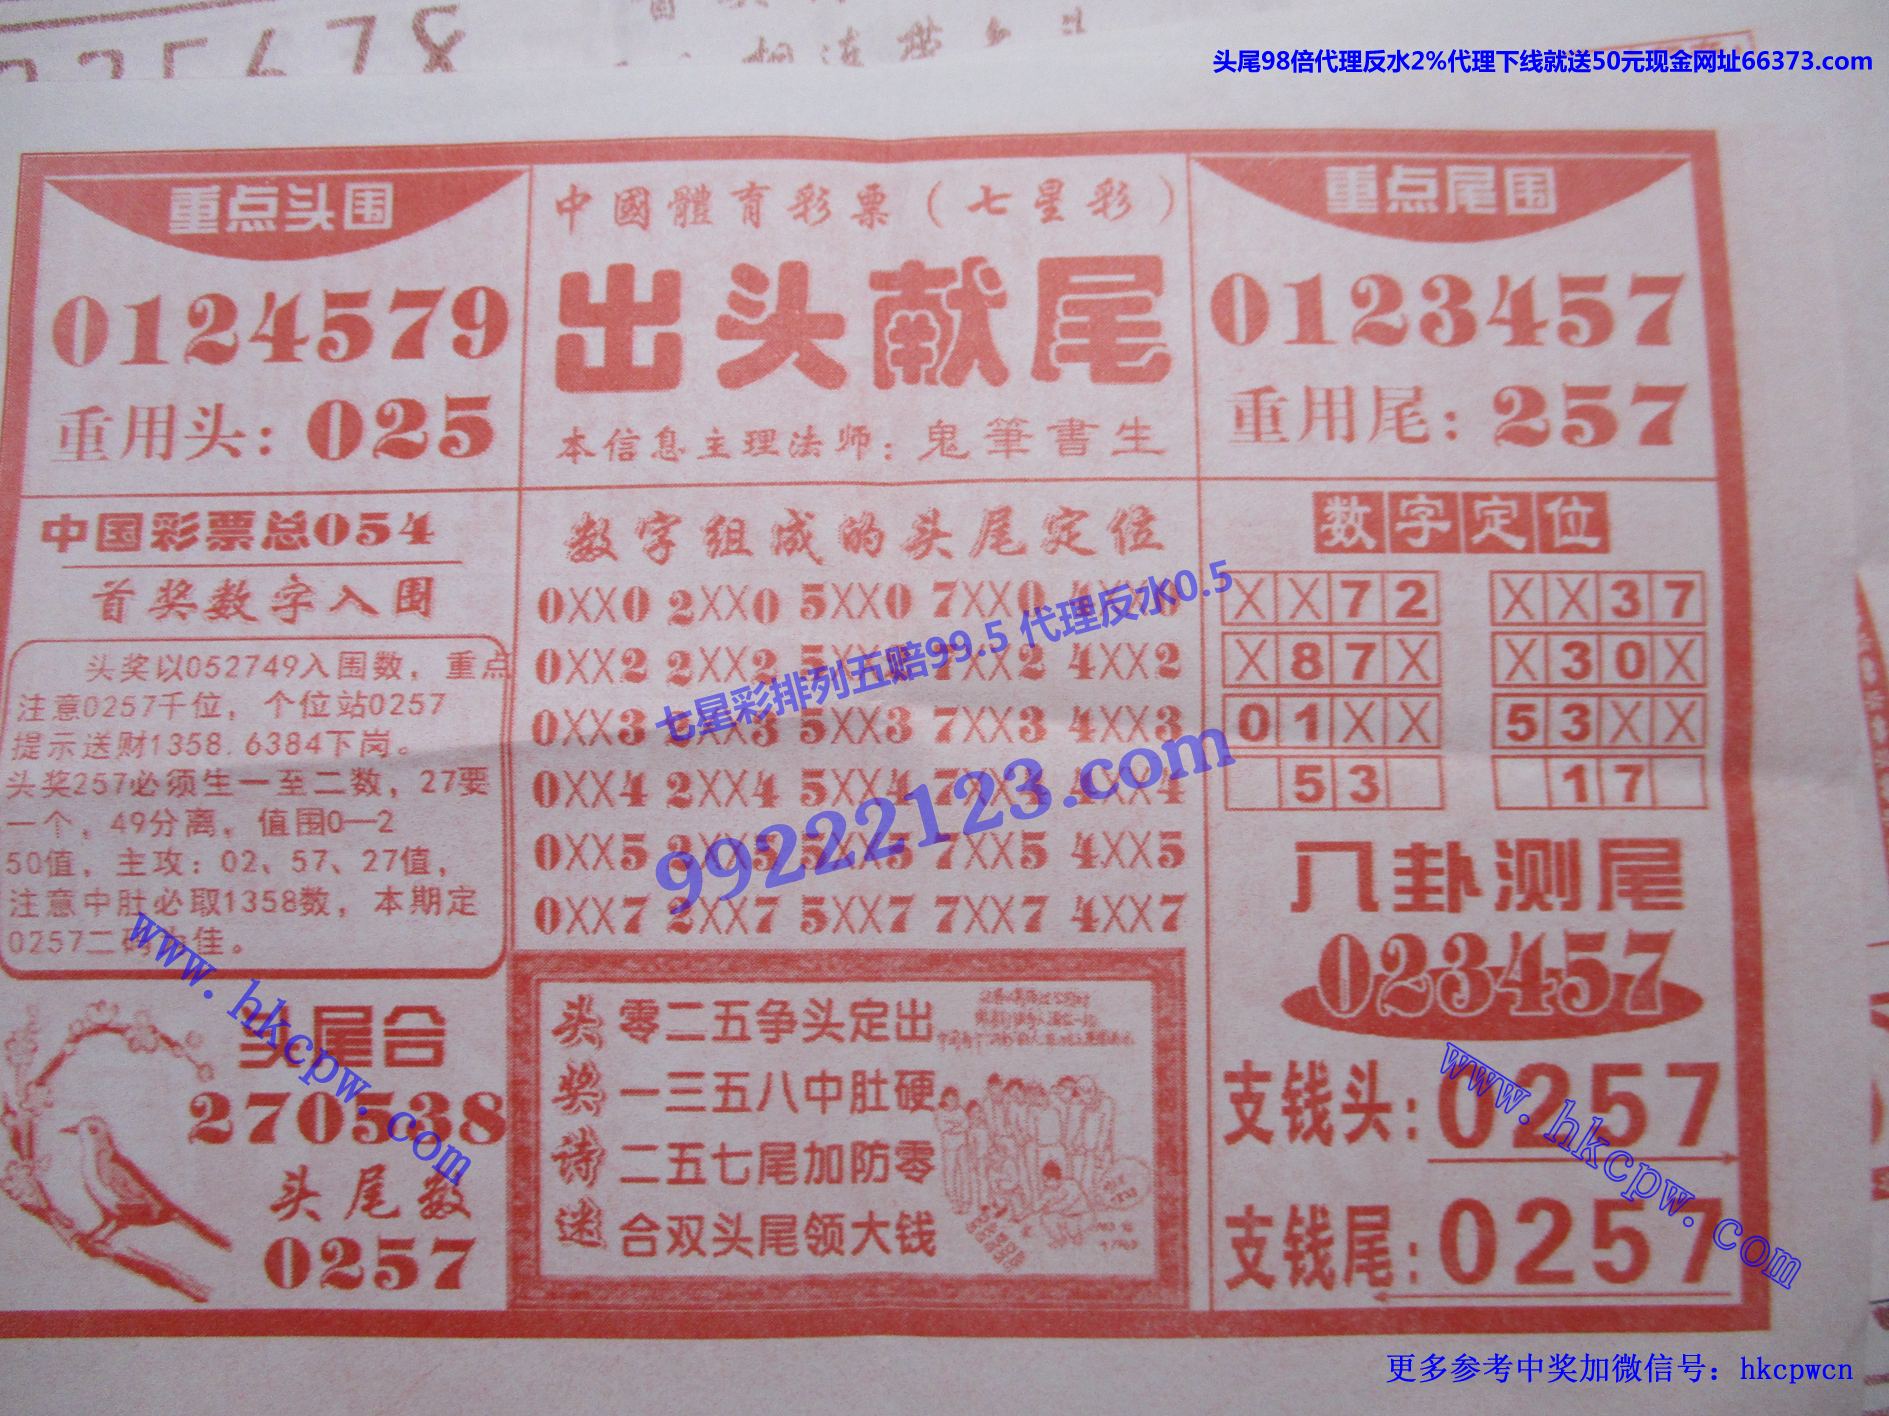 头尾98倍代理反水2%代理下线就送50元现金网址66373.com
重点头围
0124579
重用头：025
中國體育彩票（七星彩）
出头献尾
本信息主理法师：鬼筆書生
重点尾围
0123457
重用尾：257
中国彩票总054
首奖数字入围
头奖以052749入围数，重点
注意0257千位，个位站0257
提示送财1358.6384下岗。
头奖257必须生一至二数，27要
一个，49分离，值围0—2
50值，主攻：02、57、27值，
注意中肚必取1358数，本期定
0257二码为佳。
数字组成的头尾定位
0XX0 2XX0 5XX0 7XX0 4XX0
0XX2 2XX2 5XX2 7XX2 4XX2
0XX3 2XX3 5XX3 7XX3 4XX3
0XX4 2XX4 5XX4 7XX4 4XX4
0XX5 2XX5 5XX5 7XX5 4XX5
0XX7 2XX7 5XX7 7XX7 4XX7
七星彩排列五赔99.5 代理反水0.5
99222123.com
数字定位
XX72 XX37
X87X X30X
01XX 53XX
53 17
八卦测尾
023457
支钱头：0257
支钱尾：0257
头尾合
270538
头尾数
0257
头奖诗迷
零二五争头定出
一三五八中肚硬
二五七尾加防零
合双头尾领大钱
www.hkcpw.com
www.hkcpw.com
更多参考中奖加微信号：hkcpwcn